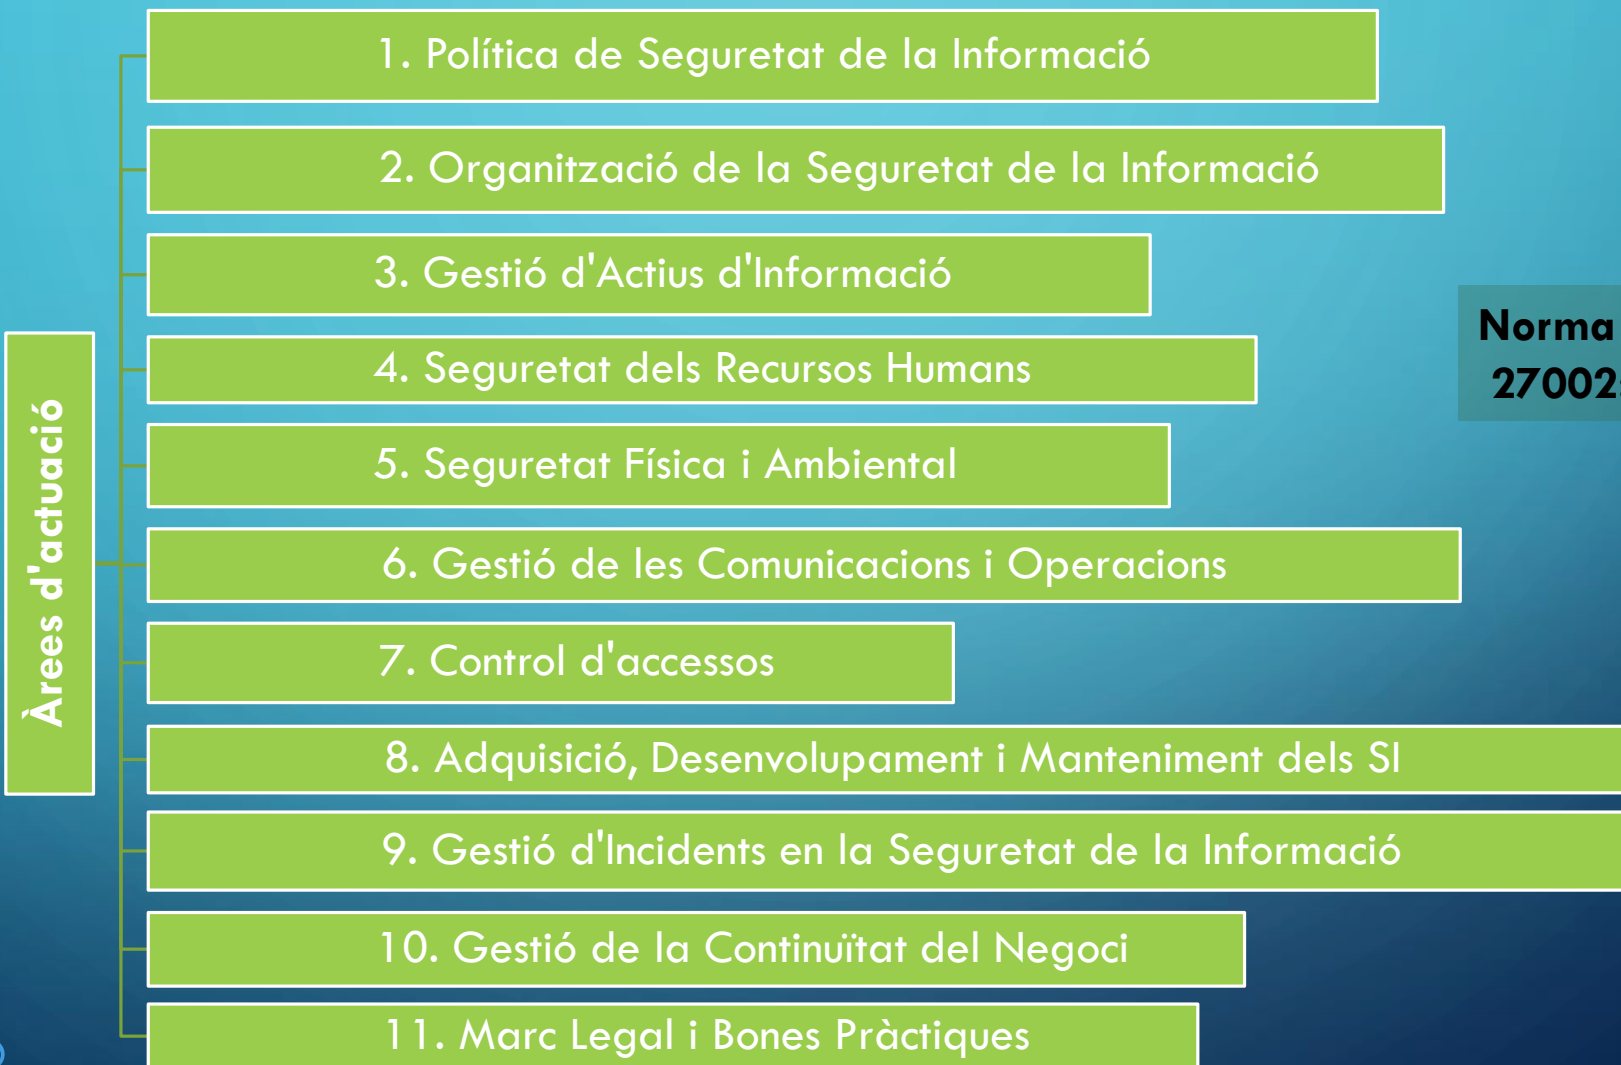 Àrees d'actuació
1. Política de Seguretat de la Informació
2. Organització de la Seguretat de la Informació
3. Gestió d'Actius d'Informació
4. Seguretat dels Recursos Humans
5. Seguretat Física i Ambiental
6. Gestió de les Comunicacions i Operacions
7. Control d'accessos
8. Adquisició, Desenvolupament i Manteniment dels SI
9. Gestió d'Incidents en la Seguretat de la Informació
10. Gestió de la Continuïtat del Negoci
11. Marc Legal i Bones Pràctiques
Norma
27002: